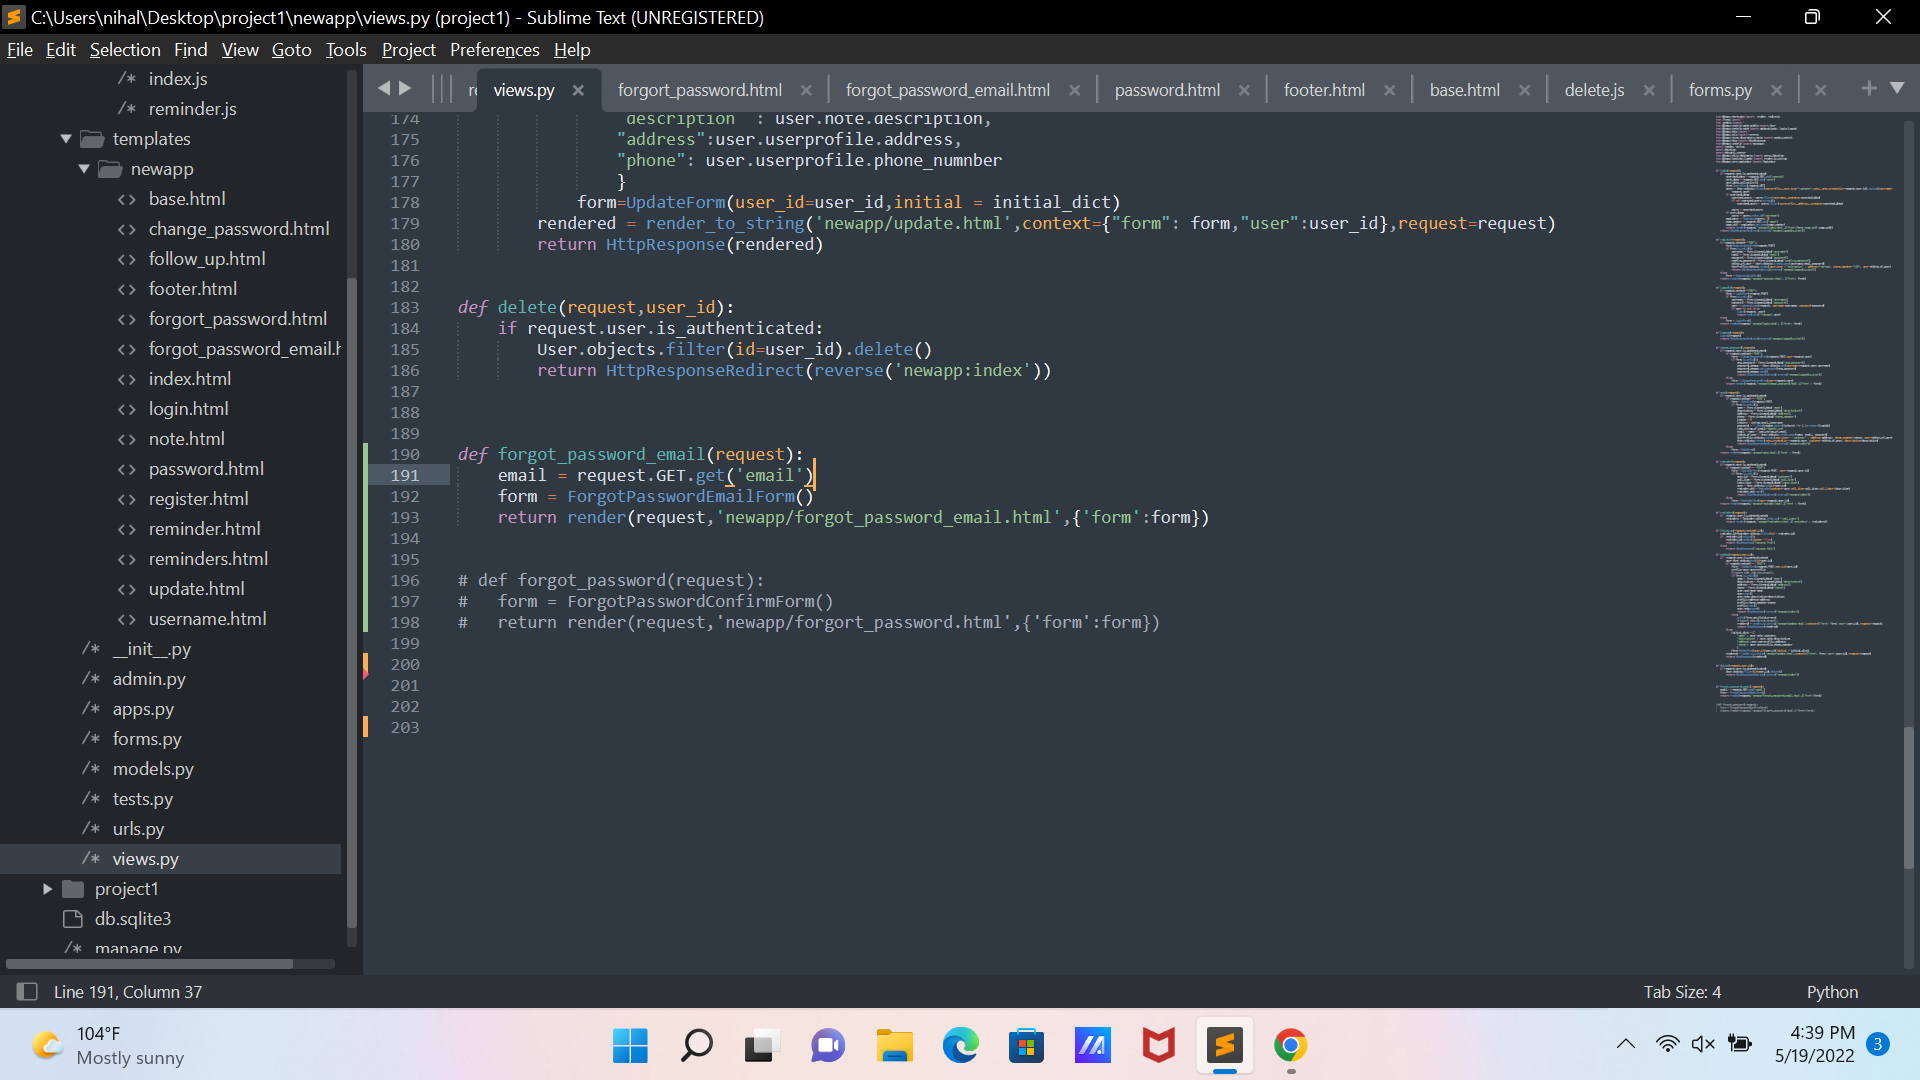 C:\Users\nihal\Desktop\project1\newapp\views.py (project1) - Sublime Text (UNREGISTERED)
File Edit Selection Find View Goto Tools Project Preferences Help
index.js
reminder.js
templates
newapp
base.html
change_password.html
follow_up.html
footer.html
forgort_password.html
forgot_password_email.h
index.html
login.html
note.html
password.html
register.html
reminder.html
reminders.html
update.html
username.html
__init__.py
admin.py
apps.py
forms.py
models.py
tests.py
urls.py
views.py
project1
db.sqlite3
manage.py
re views.py forgort_password.html forgot_password_email.html password.html footer.html base.html delete.js forms.py
174 "description" : user.note.description,
175 "address":user.userprofile.address,
176 "phone": user.userprofile.phone_numnber
177 }
178 form=UpdateForm(user_id=user_id,initial = initial_dict)
179 rendered = render_to_string('newapp/update.html',context={"form": form,"user":user_id},request=request)
180 return HttpResponse(rendered)
181
182
183 def delete(request,user_id):
184 if request.user.is_authenticated:
185 User.objects.filter(id=user_id).delete()
186 return HttpResponseRedirect(reverse('newapp:index'))
187
188
189
190 def forgot_password_email(request):
191 email = request.GET.get('email')
192 form = ForgotPasswordEmailForm()
193 return render(request,'newapp/forgot_password_email.html',{'form':form})
194
195
196 # def forgot_password(request):
197 # form = ForgotPasswordConfirmForm()
198 # return render(request,'newapp/forgort_password.html',{'form':form})
199
200
201
202
203
Line 191, Column 37
Tab Size: 4 Python
104°F
Mostly sunny
4:39 PM
5/19/2022
3